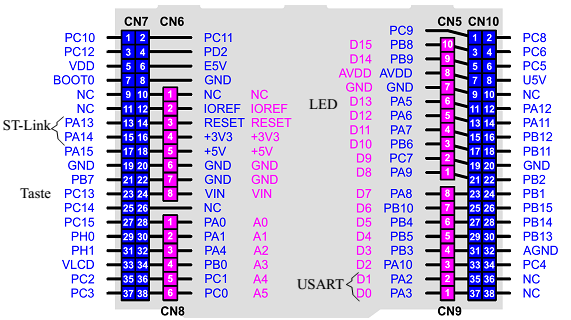 CN7 CN6 CN5 CN10
PC10 1 2 PC11 PC9 1 2 PC8
PC12 3 4 PD2 D15 PB8 10 3 4 PC6
VDD 5 6 E5V D14 PB9 9 5 6 PC5
BOOT0 7 8 GND AVDD AVDD 8 7 8 U5V
NC 9 10 1 NC NC GND GND 7 9 10 NC
NC 11 12 2 IOREF IOREF LED D13 PA5 6 11 12 PA12
ST-Link PA13 13 14 3 RESET RESET D12 PA6 5 13 14 PA11
PA14 15 16 4 +3V3 +3V3 D11 PA7 4 15 16 PB12
PA15 17 18 5 +5V +5V D10 PB6 3 17 18 PB11
GND 19 20 6 GND GND D9 PC7 2 19 20 GND
PB7 21 22 7 GND GND D8 PA9 1 21 22 PB2
Taste PC13 23 24 8 VIN VIN D7 PA8 8 23 24 PB1
PC14 25 26 NC D6 PB10 7 25 26 PB15
PC15 27 28 1 PA0 A0 D5 PB4 6 27 28 PB14
PH0 29 30 2 PA1 A1 D4 PB5 5 29 30 PB13
PH1 31 32 3 PA4 A2 D3 PB3 4 31 32 AGND
VLCD 33 34 4 PB0 A3 D2 PA10 3 33 34 PC4
PC2 35 36 5 PC1 A4 USART D1 PA2 2 35 36 NC
PC3 37 38 6 PC0 A5 D0 PA3 1 37 38 NC
CN8 CN9